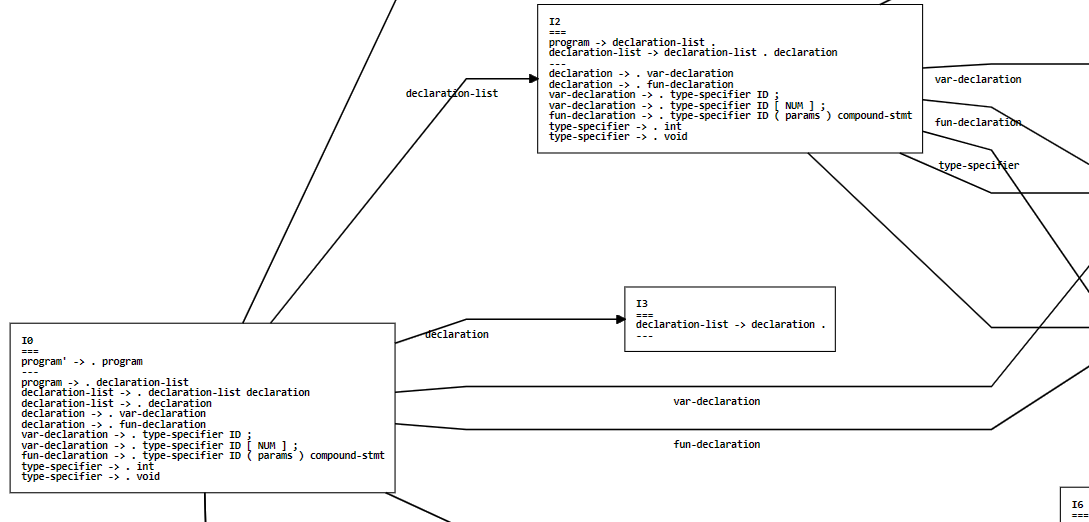 I2
===
program -> declaration-list .
declaration-list -> declaration-list . declaration
---
declaration -> . var-declaration
declaration -> . fun-declaration
var-declaration -> . type-specifier ID ;
var-declaration -> . type-specifier ID [ NUM ] ;
fun-declaration -> . type-specifier ID ( params ) compound-stmt
type-specifier -> . int
type-specifier -> . void
declaration-list
var-declaration
fun-declaration
type-specifier
I3
===
declaration-list -> declaration .
---
declaration
I0
===
program' -> . program
---
program -> . declaration-list
declaration-list -> . declaration-list declaration
declaration-list -> . declaration
declaration -> . var-declaration
declaration -> . fun-declaration
var-declaration -> . type-specifier ID ;
var-declaration -> . type-specifier ID [ NUM ] ;
fun-declaration -> . type-specifier ID ( params ) compound-stmt
type-specifier -> . int
type-specifier -> . void
var-declaration
fun-declaration
I6
===